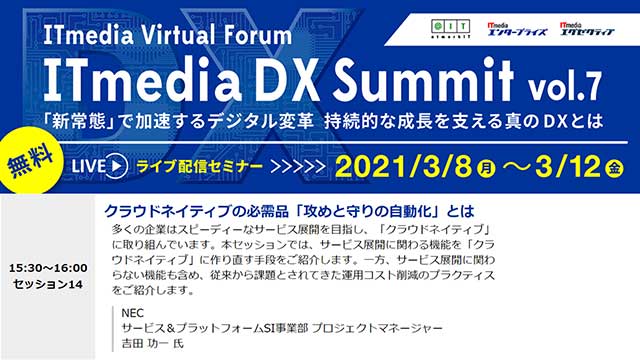 ITmedia Virtual Forum
@IT
atmarkIT
ITmedia エンタープライズ
ITmedia エグゼクティブ
DX
ITmedia DX Summit vol.7
「新常態」で加速するデジタル変革 持続的な成長を支える真のDXとは
無料
LIVE ライブ配信セミナー >>>>> 2021/3/8月～3/12金
クラウドネイティブの必需品「攻めと守りの自動化」とは
多くの企業はスピーディーなサービス展開を目指し、「クラウドネイティブ」
に取り組んでいます。本セッションでは、サービス展開に関わる機能を「クラ
ウドネイティブ」に作り直す手段をご紹介します。一方、サービス展開に関わ
らない機能も含め、従来から課題とされてきた運用コスト削減のプラクティス
をご紹介します。
15:30～16:00
セッション14
NEC
サービス＆プラットフォームSI事業部 プロジェクトマネージャー
吉田 功一 氏